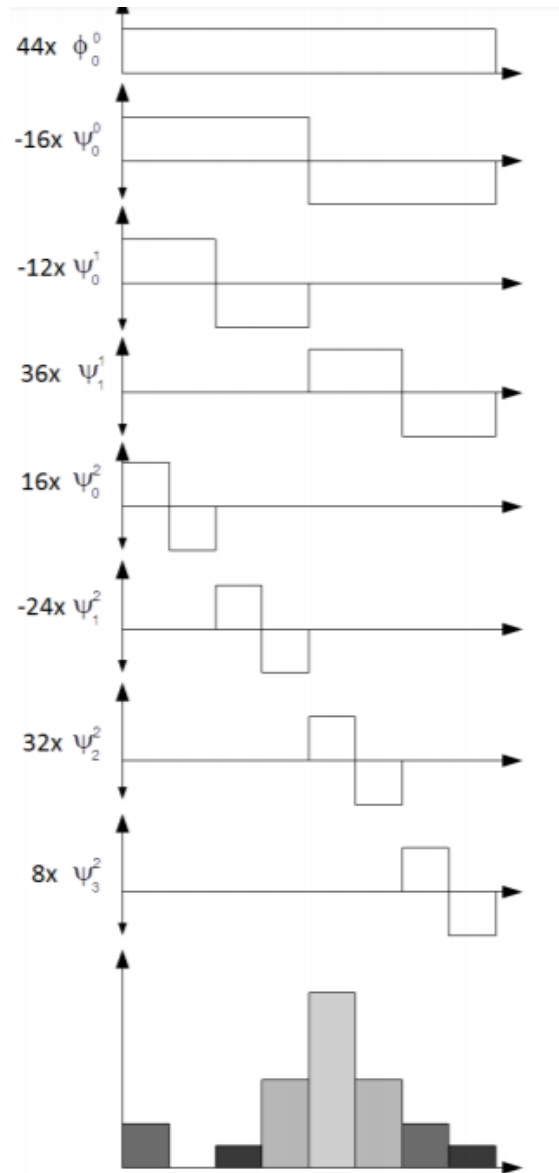 44x ϕ⁰₀
-16x ψ⁰₀
-12x ψ¹₀
36x ψ¹₁
16x ψ²₀
-24x ψ²₁
32x ψ²₂
8x ψ²₃